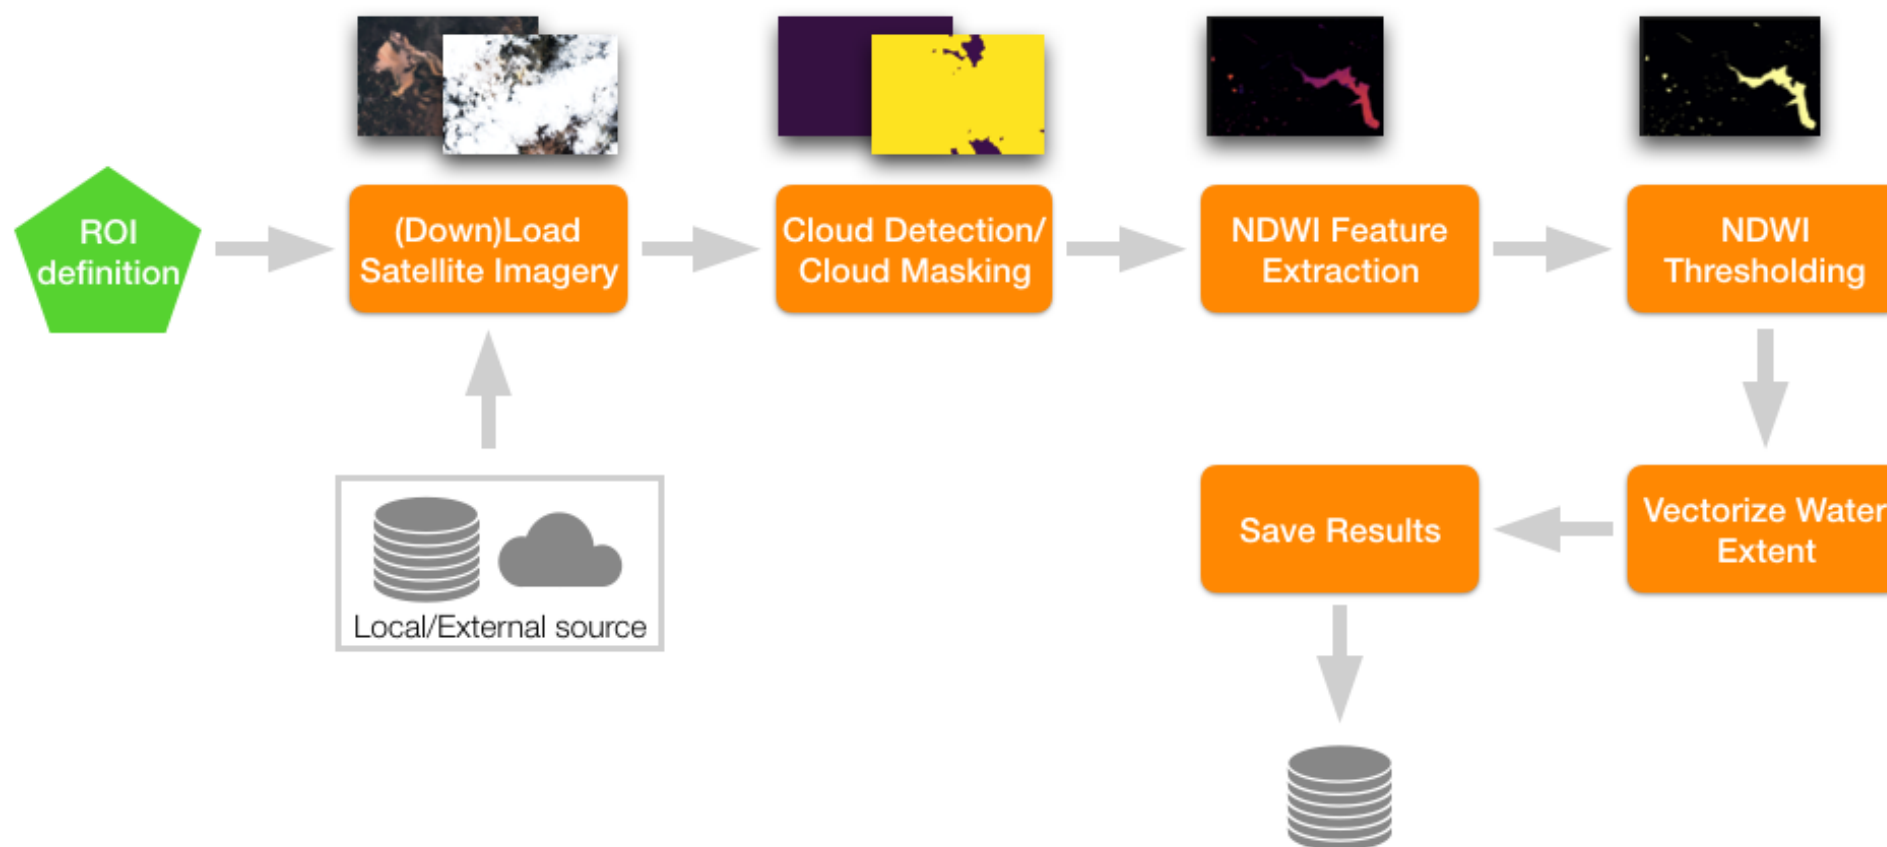 ROI
definition
(Down)Load
Satellite Imagery
Cloud Detection/
Cloud Masking
NDWI Feature
Extraction
NDWI
Thresholding
Local/External source
Save Results
Vectorize Water
Extent